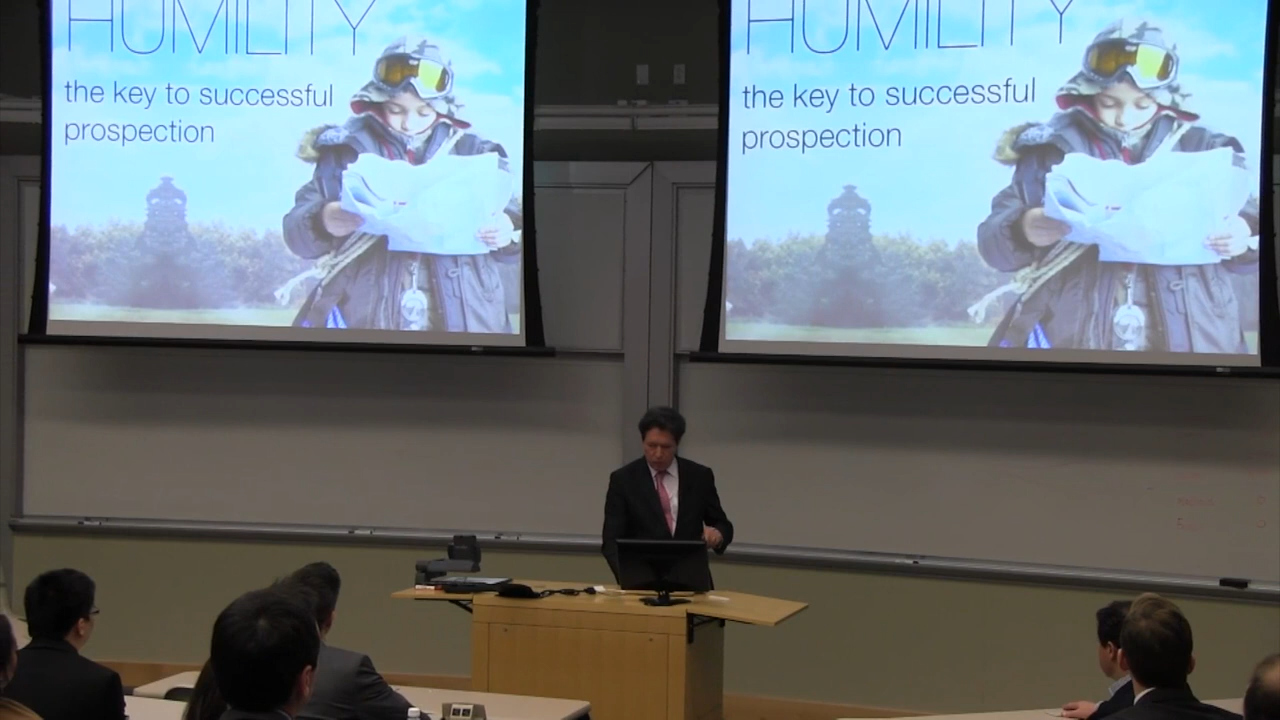 HUMILITY
the key to successful
prospection
HUMILITY
the key to successful
prospection